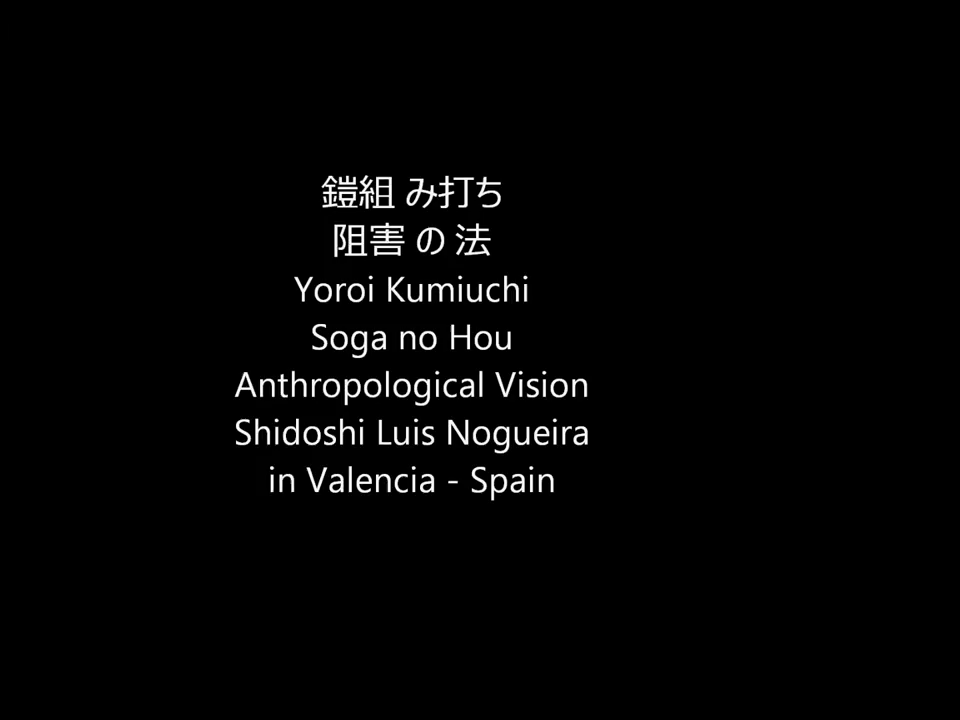 鎧組 み打ち
阻害 の 法
Yoroi Kumiuchi
Soga no Hou
Anthropological Vision
Shidoshi Luis Nogueira
in Valencia - Spain